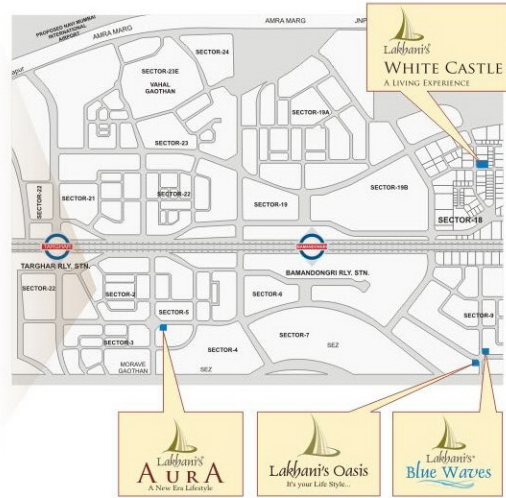 PROPOSED NAVI MUMBAI
INTERNATIONAL
AIRPORT
AMRA MARG
AMRA MARG
JNP
Lakhani's
WHITE CASTLE
A LIVING EXPERIENCE
SECTOR-24
SECTOR-23E
VAHAL
GAOTHAN
SECTOR-19A
SECTOR-23
SECTOR-22
SECTOR-21
SECTOR-22
SECTOR-19
SECTOR-19B
SECTOR-18
TARGHAR
BAMANDONGRI
TARGHAR RLY. STN.
BAMANDONGRI RLY. STN.
SECTOR-22
SECTOR-2
SECTOR-5
SECTOR-6
SECTOR-3
SECTOR-4
SECTOR-7
SEZ
SECTOR-9
MORAVE
GAOTHAN
SEZ
Lakhani's
AURA
A New Era Lifestyle
Lakhani's Oasis
It's your Life Style...
Lakhani's
Blue Waves